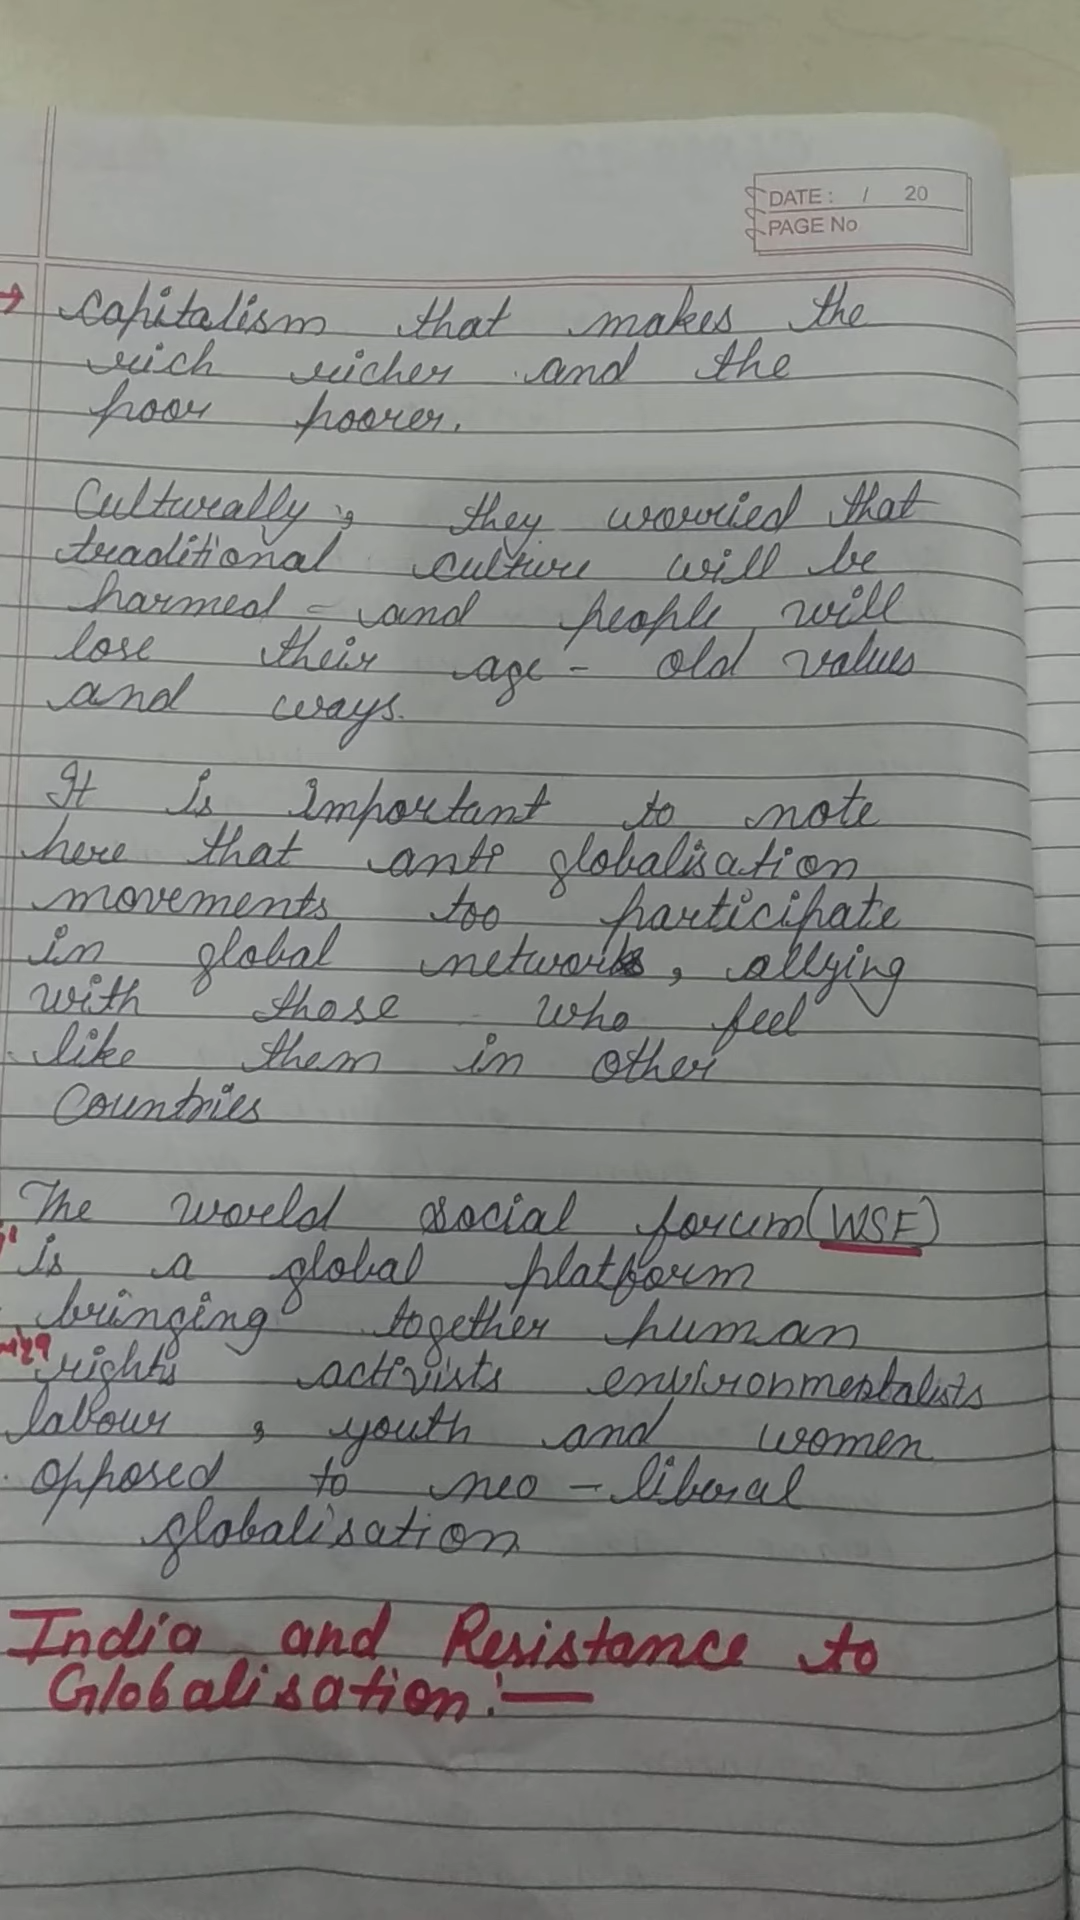 DATE: / 20
PAGE No
→ capitalism that makes the
rich richer and the
poor poorer.
Culturally, they worried that
traditional culture will be
harmed - and people will
lose their age - old values
and ways.
It is important to note
here that anti globalisation
movements too participate
in global networks, allying
with those who feel
like them in other
Countries
The world social forum (WSF)
is a global platform
bringing together human
rights activists environmentalists
labour, youth and women
opposed to neo - liberal
globalisation
India and Resistance to
Globalisation:—